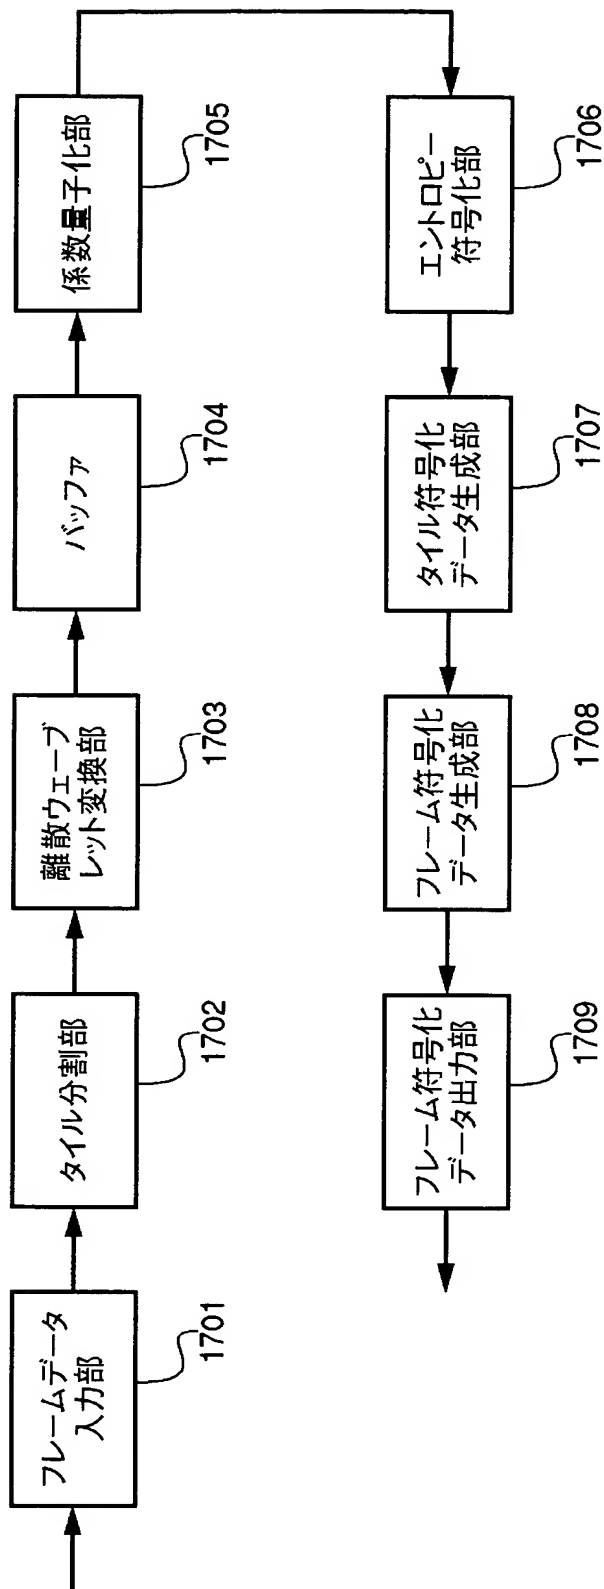 フレームデータ
入力部
1701
タイル分割部
1702
離散ウェーブ
レット変換部
1703
バッファ
1704
係数量子化部
1705
エントロピー
符号化部
1706
タイル符号化
データ生成部
1707
フレーム符号化
データ生成部
1708
フレーム符号化
データ出力部
1709